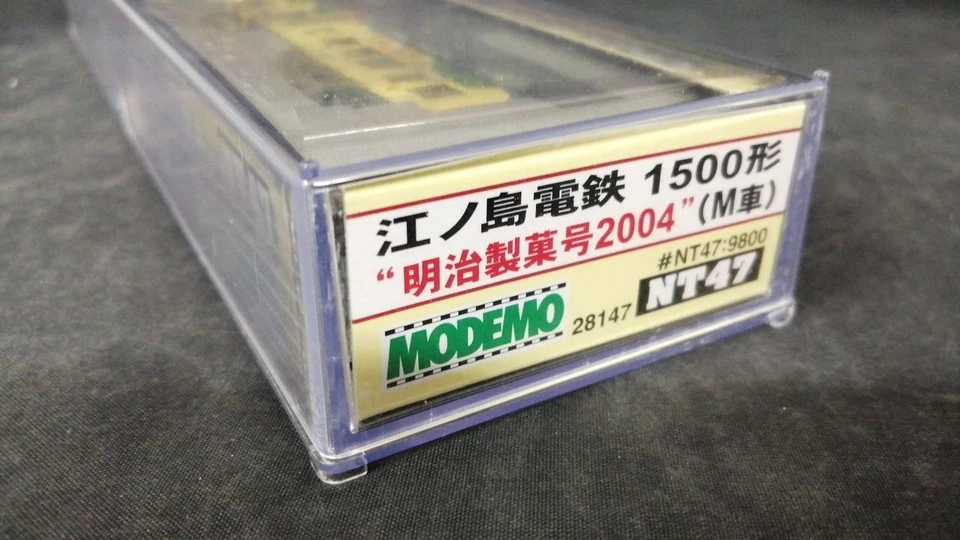 江ノ島電鉄 1500形
“明治製菓号2004”(M車)
#NT47:9800
MODEMO 28147 NT47